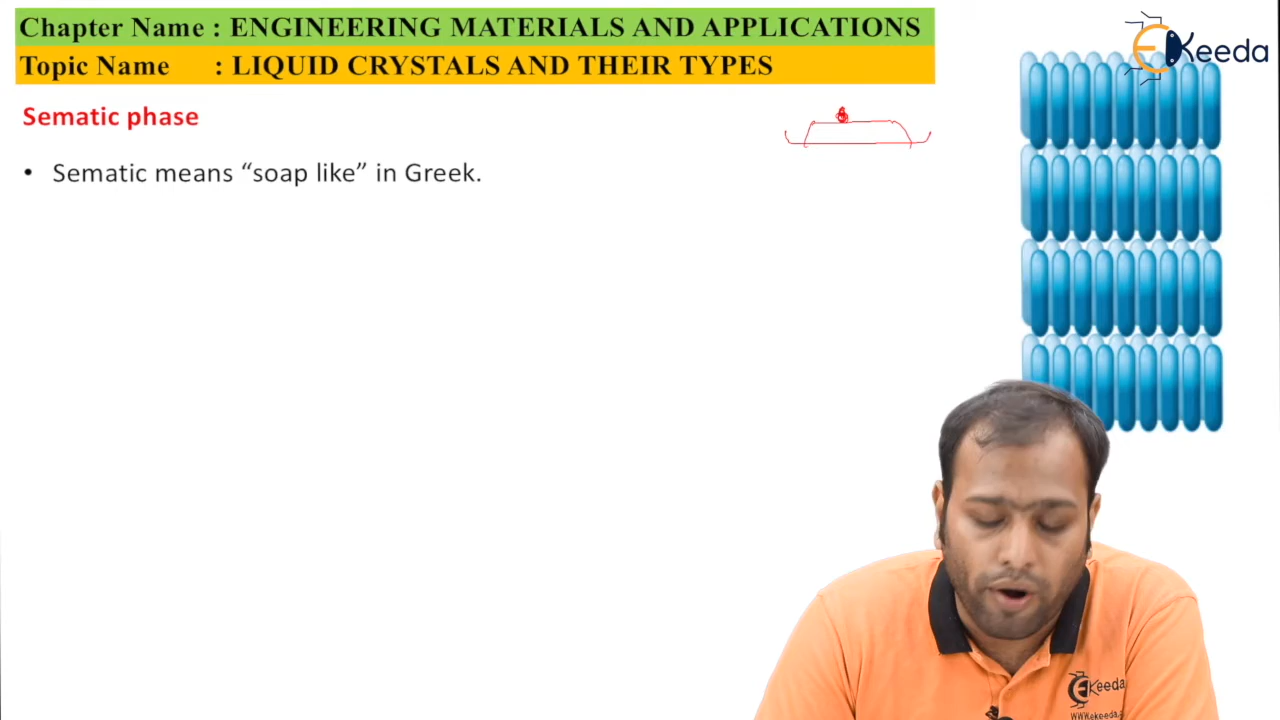 Chapter Name : ENGINEERING MATERIALS AND APPLICATIONS
Topic Name : LIQUID CRYSTALS AND THEIR TYPES
Keeda
Sematic phase
• Sematic means “soap like” in Greek.
Keeda